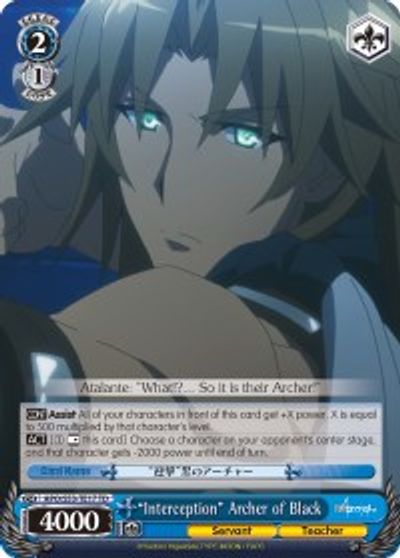 LEVEL
2
1
COST
Atalante: "What!?... So it is their Archer!"
CONT Assist All of your characters in front of this card get +X power. X is equal
to 500 multiplied by that character's level.
ACT [(1) this card] Choose a character on your opponent's center stage,
and that character gets -2000 power until end of turn.
Card Name "迎撃"黒のアーチャー
4000 "Interception" Archer of Black
Servant Teacher